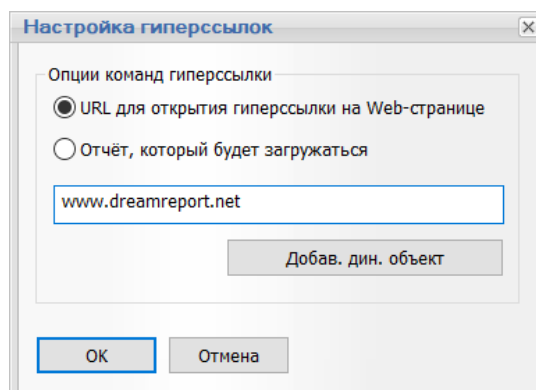 Настройка гиперссылок
Опции команд гиперссылки
URL для открытия гиперссылки на Web-странице
Отчёт, который будет загружаться
www.dreamreport.net
Добав. дин. объект
OK
Отмена